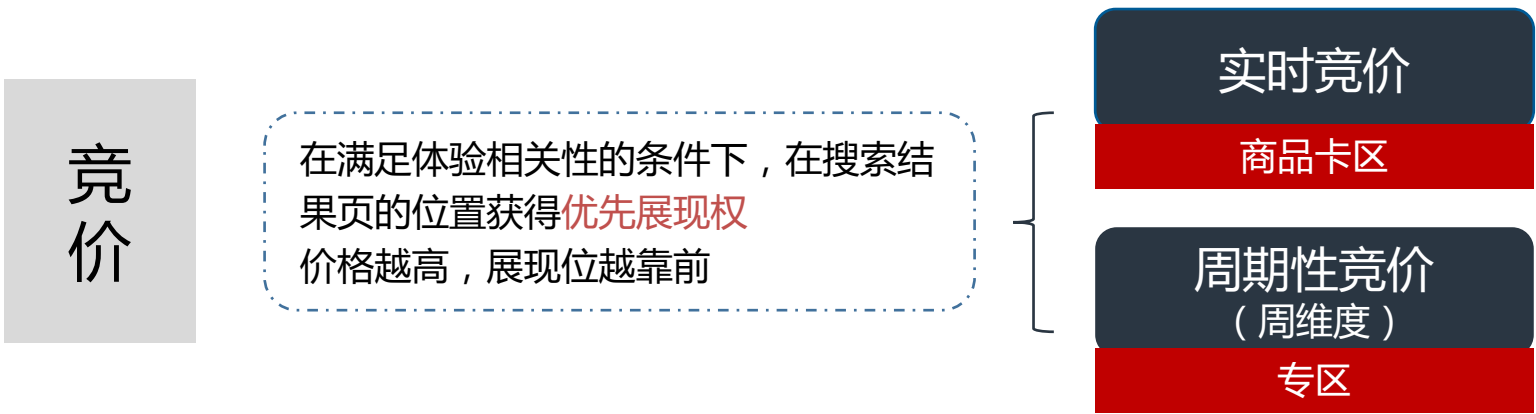 竞
价
在满足体验相关性的条件下，在搜索结
果页的位置获得优先展现权
价格越高，展现位越靠前
实时竞价
商品卡区
周期性竞价
（周维度）
专区